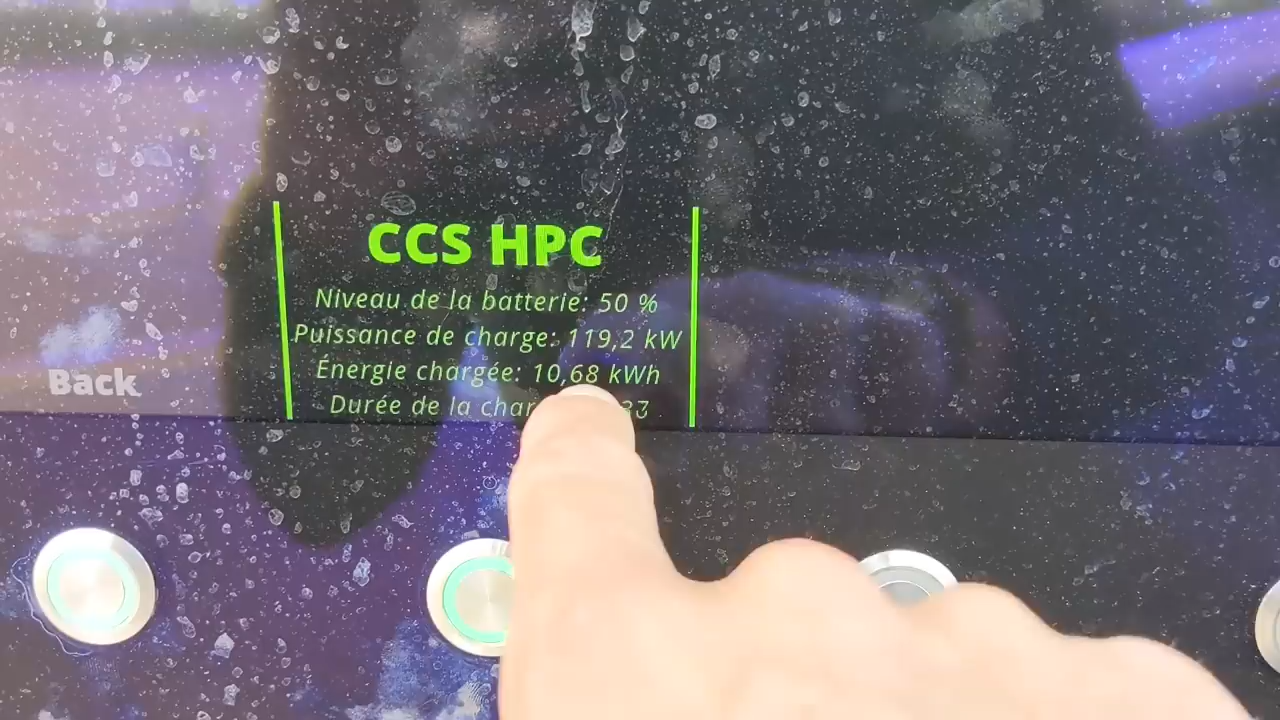 CCS HPC
Niveau de la batterie: 50 %
Puissance de charge: 119,2 kW
Énergie chargée: 10,68 kWh
Durée de la
Back